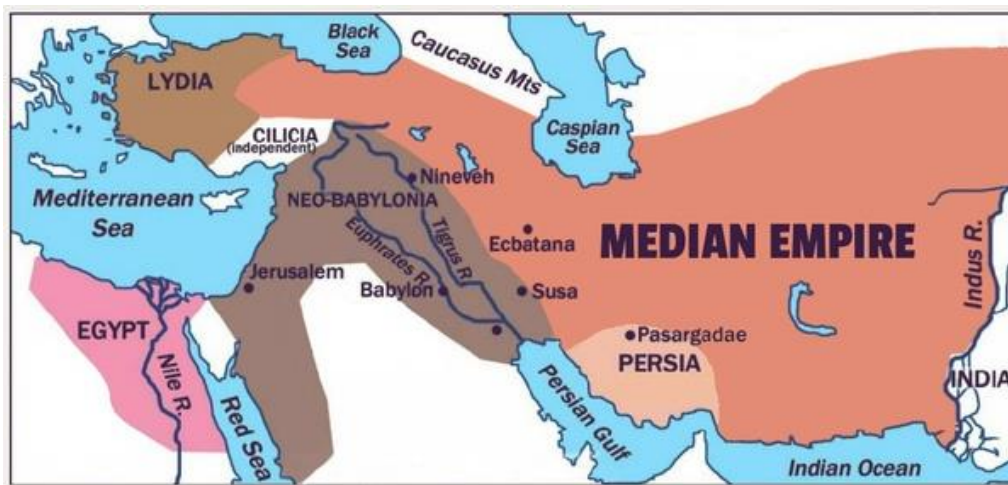 Black
Sea
Caucasus Mts
LYDIA
CILICIA
(independent)
Caspian
Sea
Nineveh
Mediterranean
Sea
NEO-BABYLONIA
Ecbatana
MEDIAN EMPIRE
Indus R.
Tigrus R.
Euphrates R.
Jerusalem
Babylon
Susa
EGYPT
Nile R.
Pasargadae
PERSIA
INDIA
Red Sea
Persian Gulf
Indian Ocean